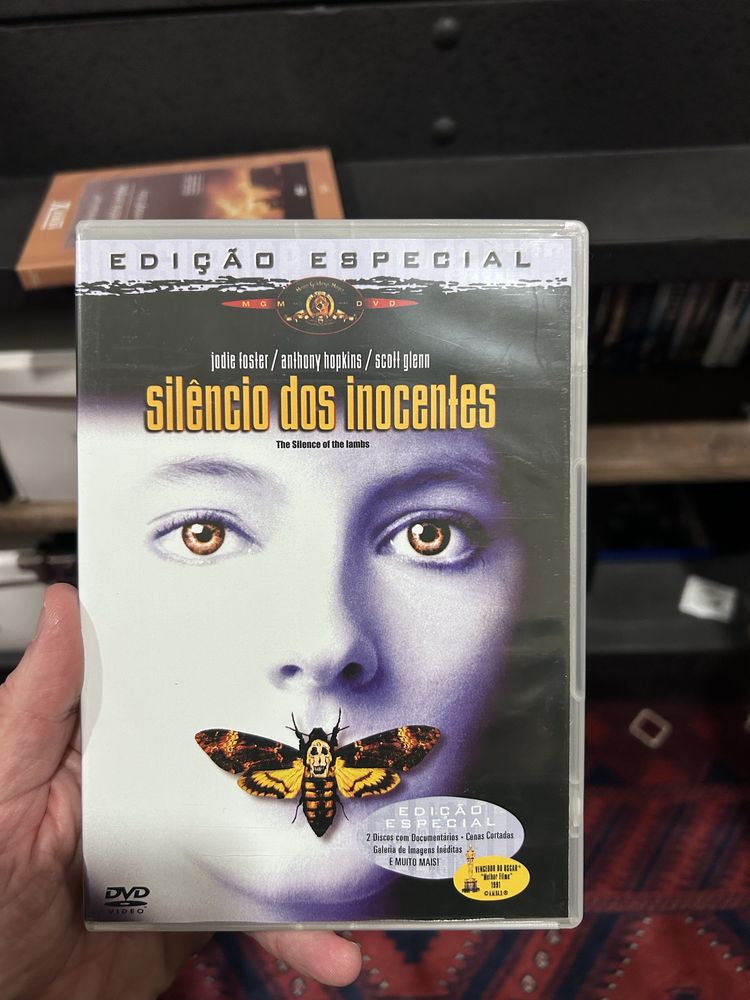 EDIÇÃO ESPECIAL
MGM DVD
jodie foster / anthony hopkins / scott glenn
silêncio dos inocentes
The Silence of the lambs
EDIÇÃO
ESPECIAL
2 Discos com Documentários • Cenas Cortadas
Galeria de Imagens Inéditas
E MUITO MAIS!
VENCEDOR DO OSCAR®
"Melhor Filme"
1991
©A.M.P.A.S.®
DVD
VIDEO